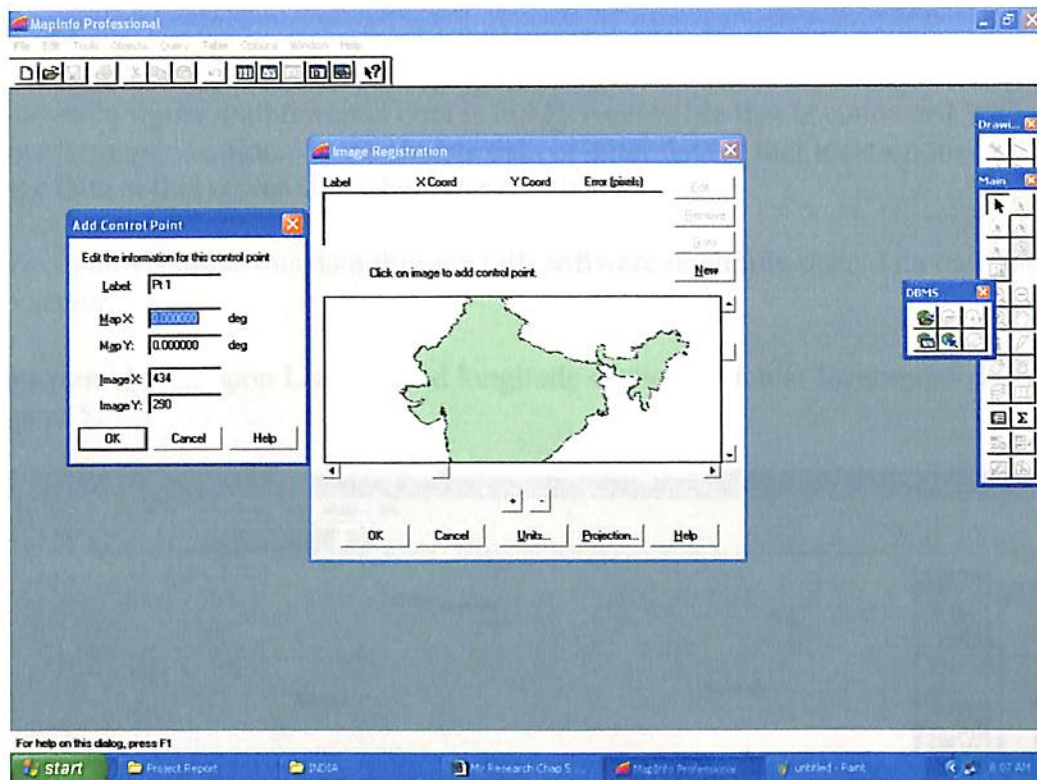 MapInfo Professional
File Edit Tools Objects Query Table Options Window Help
Image Registration
Label X Coord Y Coord Error (pixels)
Edit...
Remove
Goto
New
Click on image to add control point.
OK Cancel Units... Projection... Help
Add Control Point
Edit the information for this control point
Label: Pt 1
Map X: 0.000000 deg
Map Y: 0.000000 deg
Image X: 434
Image Y: 290
OK Cancel Help
Drawi...
Main
DBMS
For help on this dialog, press F1
start Project Report INDIA My Research Chap 5 ... MapInfo Professional untitled - Paint 8:07 AM